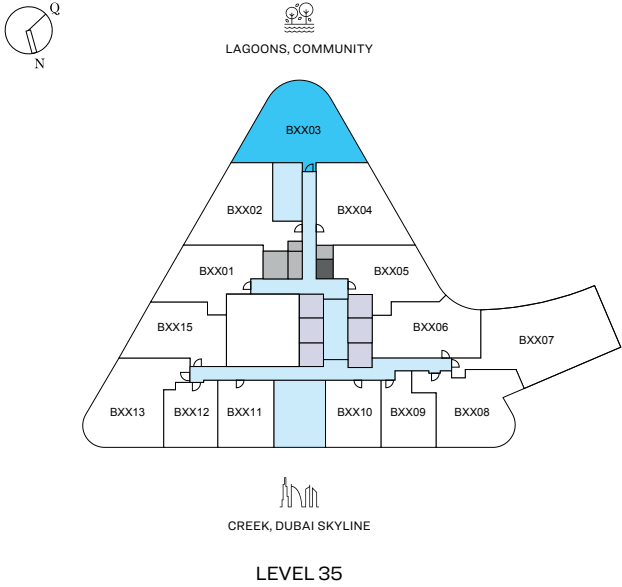 Q
N
LAGOONS, COMMUNITY
BXX03
BXX02
BXX04
BXX01
BXX05
BXX15
BXX06
BXX07
BXX13
BXX12
BXX11
BXX10
BXX09
BXX08
CREEK, DUBAI SKYLINE
LEVEL 35